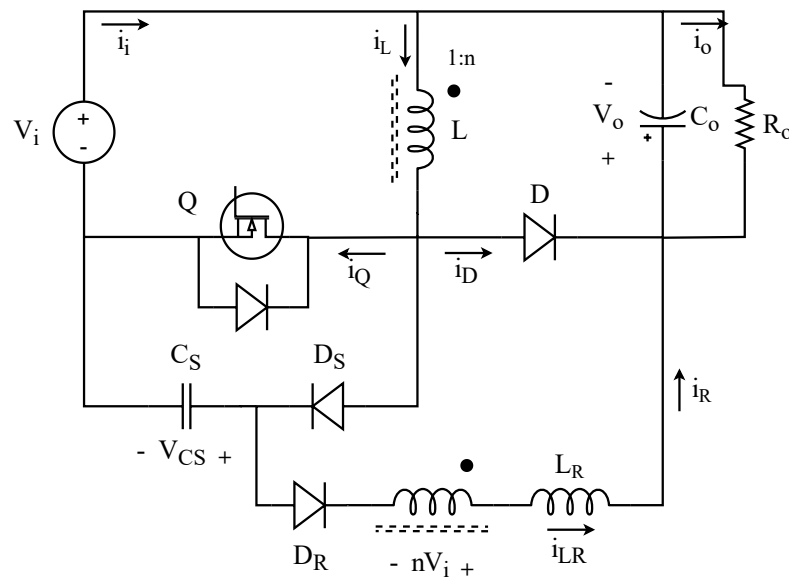 i_i
i_L
1:n
i_o
V_i
+
-
L
-
V_o
+
C_o
+
R_o
Q
D
i_Q
i_D
C_S
D_S
i_R
- V_CS +
L_R
D_R
- nV_i +
i_LR